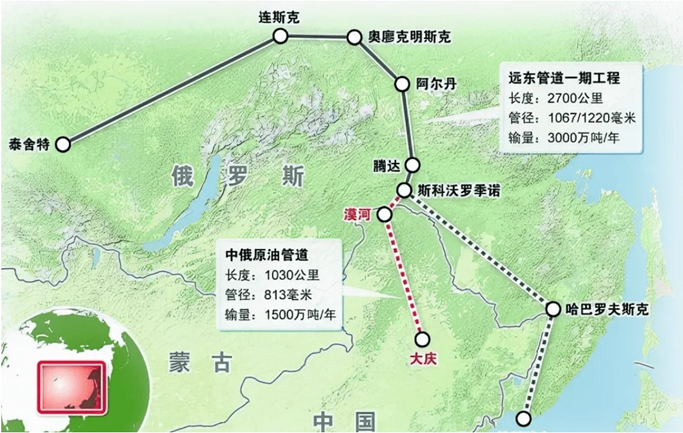 连斯克
奥廖克明斯克
阿尔丹
远东管道一期工程
长度：2700公里
管径：1067/1220毫米
输量：3000万吨/年
泰舍特
俄罗斯
腾达
斯科沃罗季诺
漠河
中俄原油管道
长度：1030公里
管径：813毫米
输量：1500万吨/年
哈巴罗夫斯克
大庆
蒙古
中国